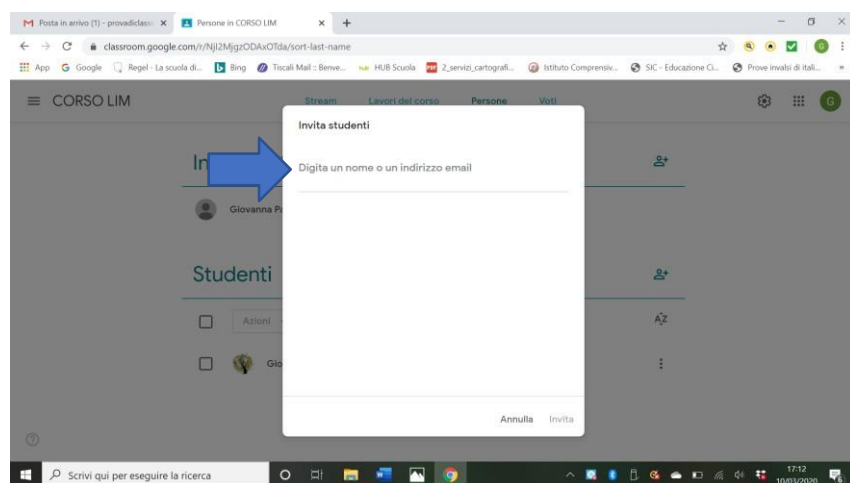 Posta in arrivo (1) - provadiclass
Persone in CORSO LIM
classroom.google.com/r/NjI2MjgzODAxOTda/sort-last-name
App
Google
Regel - La scuola di...
Bing
Tiscali Mail :: Benve...
HUB Scuola
2_servizi_cartografi...
Istituto Comprensiv...
SIC - Educazione Ci...
Prove invalsi di itali...
CORSO LIM
Stream
Lavori del corso
Persone
Voti
G
Invita studenti
Digita un nome o un indirizzo email
In
Giovanna Pa
Studenti
Azioni
AZ
Gio
Annulla
Invita
Scrivi qui per eseguire la ricerca
17:12
10/03/2020